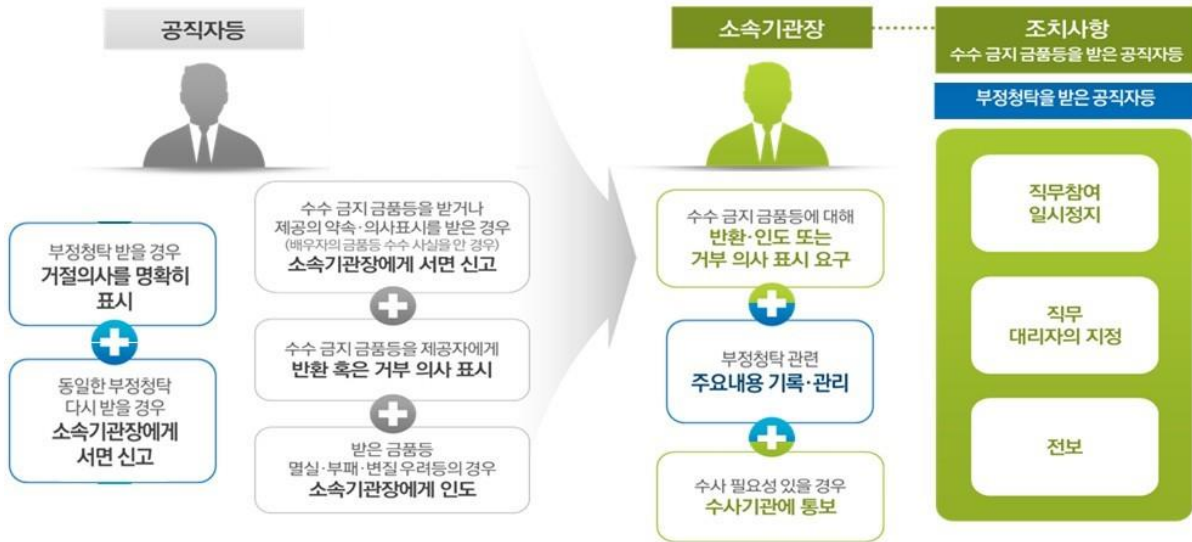 공직자등
부정청탁 받을 경우
거절의사를 명확히
표시
동일한 부정청탁
다시 받을 경우
소속기관장에게
서면 신고
수수 금지 금품등을 받거나
제공의 약속·의사표시를 받은 경우
(배우자의 금품등 수수 사실을 안 경우)
소속기관장에게 서면 신고
수수 금지 금품등을 제공자에게
반환 혹은 거부 의사 표시
받은 금품등
멸실·부패·변질 우려등의 경우
소속기관장에게 인도
소속기관장
수수 금지 금품등에 대해
반환·인도 또는
거부 의사 표시 요구
부정청탁 관련
주요내용 기록·관리
수사 필요성 있을 경우
수사기관에 통보
조치사항
수수 금지 금품등을 받은 공직자등
부정청탁을 받은 공직자등
직무참여
일시정지
직무
대리자의 지정
전보